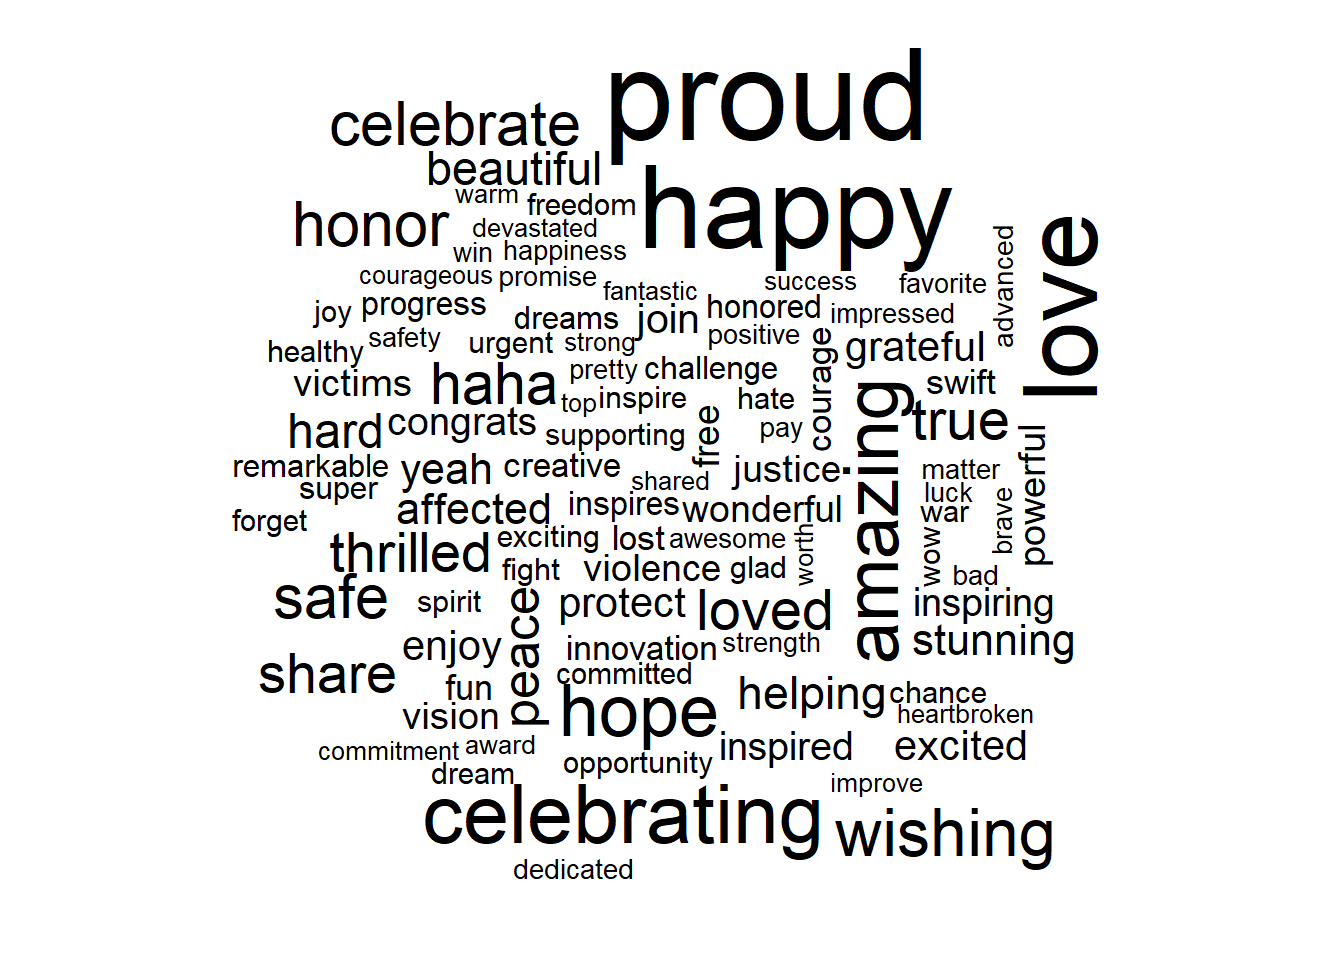 proud
celebrate
beautiful
happy
warm
freedom
honor
devastated
win
happiness
love
advanced
courageous
promise
success
favorite
fantastic
joy
progress
honored
impressed
dreams
join
safety
urgent
strong
positive
courage
grateful
healthy
victims
haha
pretty
challenge
swift
top
inspire
hate
amazing
true
hard
congrats
supporting
free
pay
powerful
remarkable
yeah
creative
justice
matter
super
shared
luck
forget
affected
inspires
wonderful
war
brave
thrilled
exciting
lost
awesome
worth
wow
fight
violence
glad
bad
safe
spirit
peace
protect
loved
inspiring
enjoy
innovation
strength
stunning
share
fun
committed
helping
chance
vision
hope
heartbroken
commitment
award
inspired
excited
dream
opportunity
improve
celebrating
wishing
dedicated